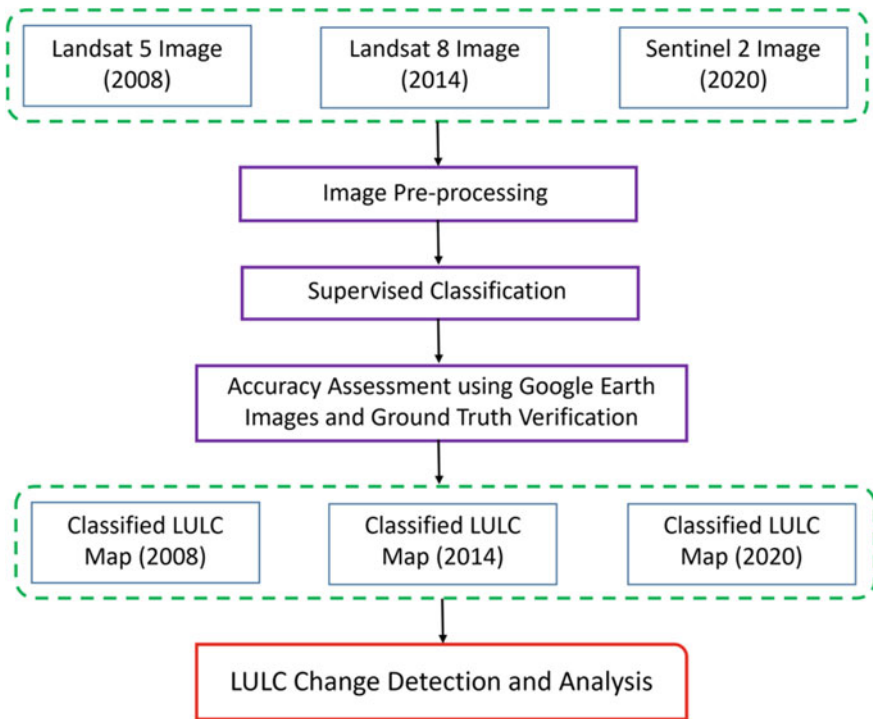 Landsat 5 Image
(2008)
Landsat 8 Image
(2014)
Sentinel 2 Image
(2020)
Image Pre-processing
Supervised Classification
Accuracy Assessment using Google Earth
Images and Ground Truth Verification
Classified LULC
Map (2008)
Classified LULC
Map (2014)
Classified LULC
Map (2020)
LULC Change Detection and Analysis